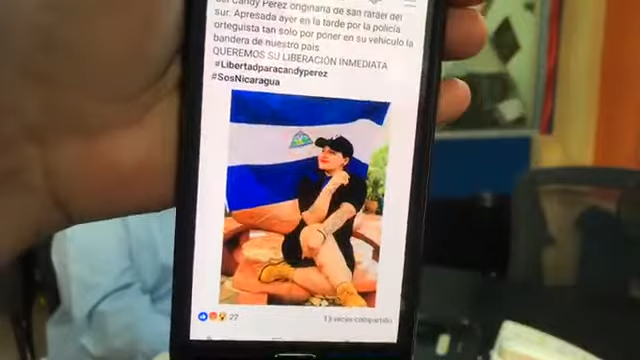 Candy Perez originaria de san rafael del
sur. Apresada ayer en la tarde por la policía
orteguista tan solo por poner en su vehículo la
bandera de nuestro país
QUEREMOS SU LIBERACIÓN INMEDIATA
#Libertadparacandyperez
#SosNicaragua
27
13 veces compartido